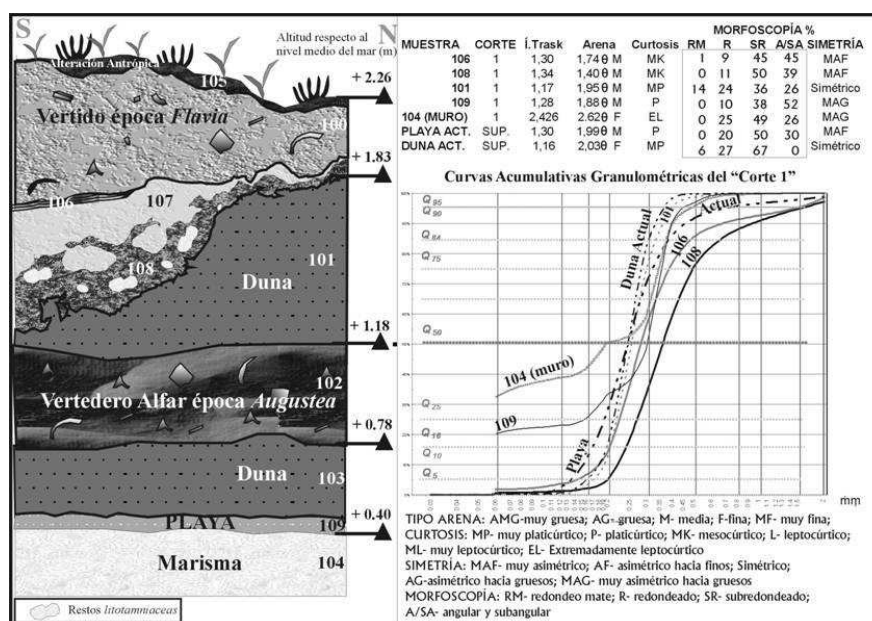 S
N
Altitud respecto al
nivel medio del mar (m)
Alteración Antrópica
105
+ 2.26
Vertido época Flavia
100
+ 1.83
106
107
108
101
Duna
+ 1.18
102
Vertedero Alfar época Augustea
+ 0.78
Duna
103
+ 0.40
PLAYA
109
Marisma
104
Restos litotamniaceas
MORFOSCOPÍA %
MUESTRA CORTE Í.Trask Arena Curtosis RM R SR A/SA SIMETRÍA
106 1 1,30 1,74θ M MK 1 9 45 45 MAF
108 1 1,34 1,40θ M MK 0 11 50 39 MAF
101 1 1,17 1,95θ M MP 14 24 36 26 Simétrico
109 1 1,28 1,88θ M P 0 10 38 52 MAG
104 (MURO) 1 2,426 2.62θ F EL 0 25 49 26 MAG
PLAYA ACT. SUP. 1,30 1,99θ M P 0 20 50 30 MAF
DUNA ACT. SUP. 1,16 2,03θ F MP 6 27 67 0 Simétrico
Curvas Acumulativas Granulométricas del "Corte 1"
Q95
Q90
Q84
Q75
Q50
Q25
Q16
Q10
Q5
Duna Actual
101
Actual
106
108
104 (muro)
109
Playa
mm
TIPO ARENA: AMG-muy gruesa; AG- gruesa; M- media; F-fina; MF- muy fina;
CURTOSIS: MP- muy platicúrtico; P- platicúrtico; MK- mesocúrtico; L- leptocúrtico;
ML- muy leptocúrtico; EL- Extremadamente leptocúrtico
SIMETRÍA: MAF- muy asimétrico; AF- asimétrico hacia finos; Simétrico;
AG-asimétrico hacia gruesos; MAG- muy asimétrico hacia gruesos
MORFOSCOPÍA: RM- redondeo mate; R- redondeado; SR- subredondeado;
A/SA- angular y subangular